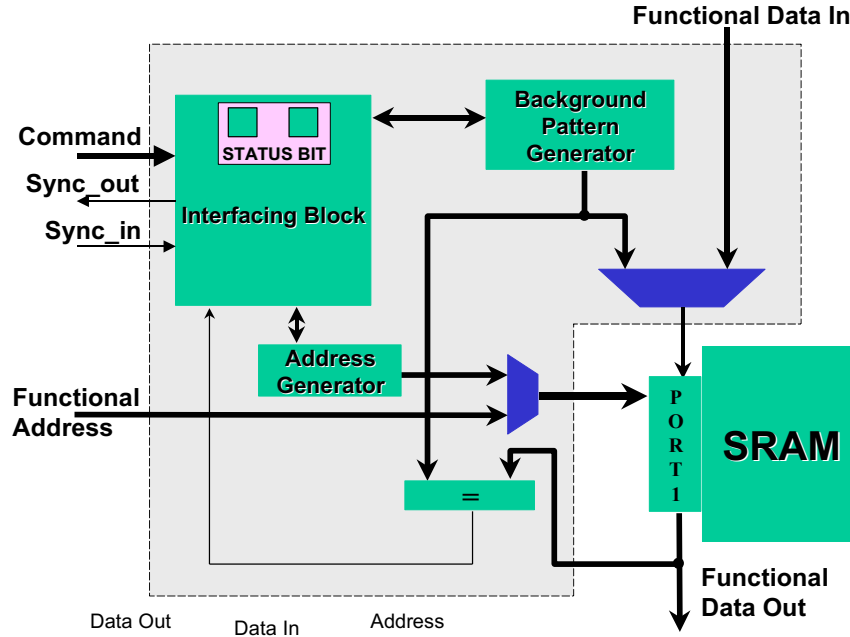 Functional Data In
Background
Pattern
Generator
STATUS BIT
Command
Sync_out
Interfacing Block
Sync_in
Address
Generator
Functional
Address
PORT1
SRAM
=
Functional
Data Out
Data Out
Data In
Address